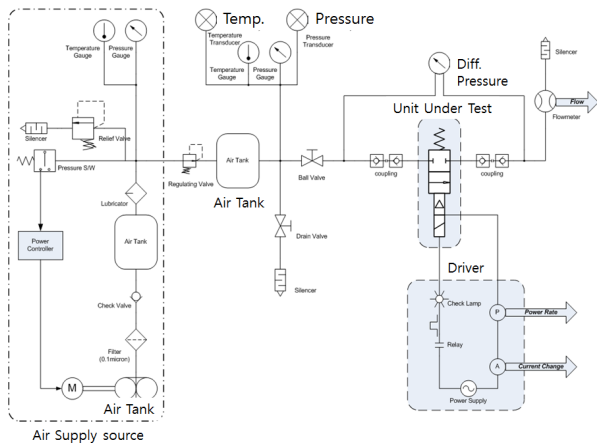 Temp.
Pressure
Temperature
Transducer
Pressure
Transducer
Temperature
Gauge
Pressure
Gauge
Temperature
Gauge
Pressure
Gauge
Silencer
Diff.
Pressure
Unit Under Test
Flow
Flowmeter
Silencer
Relief Valve
Pressure S/W
Regulating Valve
Air Tank
Air Tank
Ball Valve
coupling
coupling
Lubricator
Drain Valve
Silencer
Power
Controller
Air Tank
Check Valve
Filter
(0.1micron)
M
Air Tank
Air Supply source
Driver
Check Lamp
P
Power Rate
Relay
A
Current Change
Power Supply